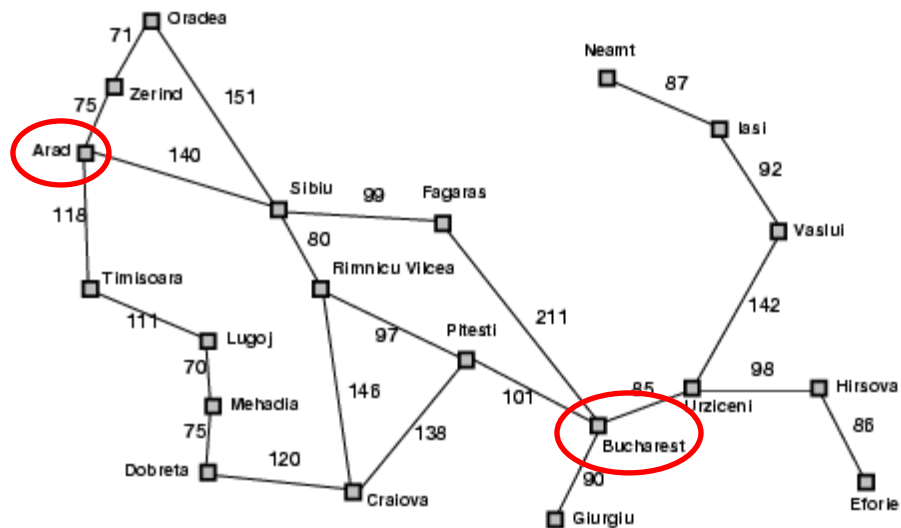 Oradea
71
Neamt
87
Zerind
151
75
Iasi
Arad
140
92
Sibiu
99
Fagaras
118
80
Vaslui
Rimnicu Vilcea
Timisoara
111
97
Pitesti
211
142
Lugoj
70
98
Hirsova
146
101
85
Urziceni
Mehadia
75
138
86
Bucharest
Dobreta
120
90
Craiova
Eforie
Giurgiu